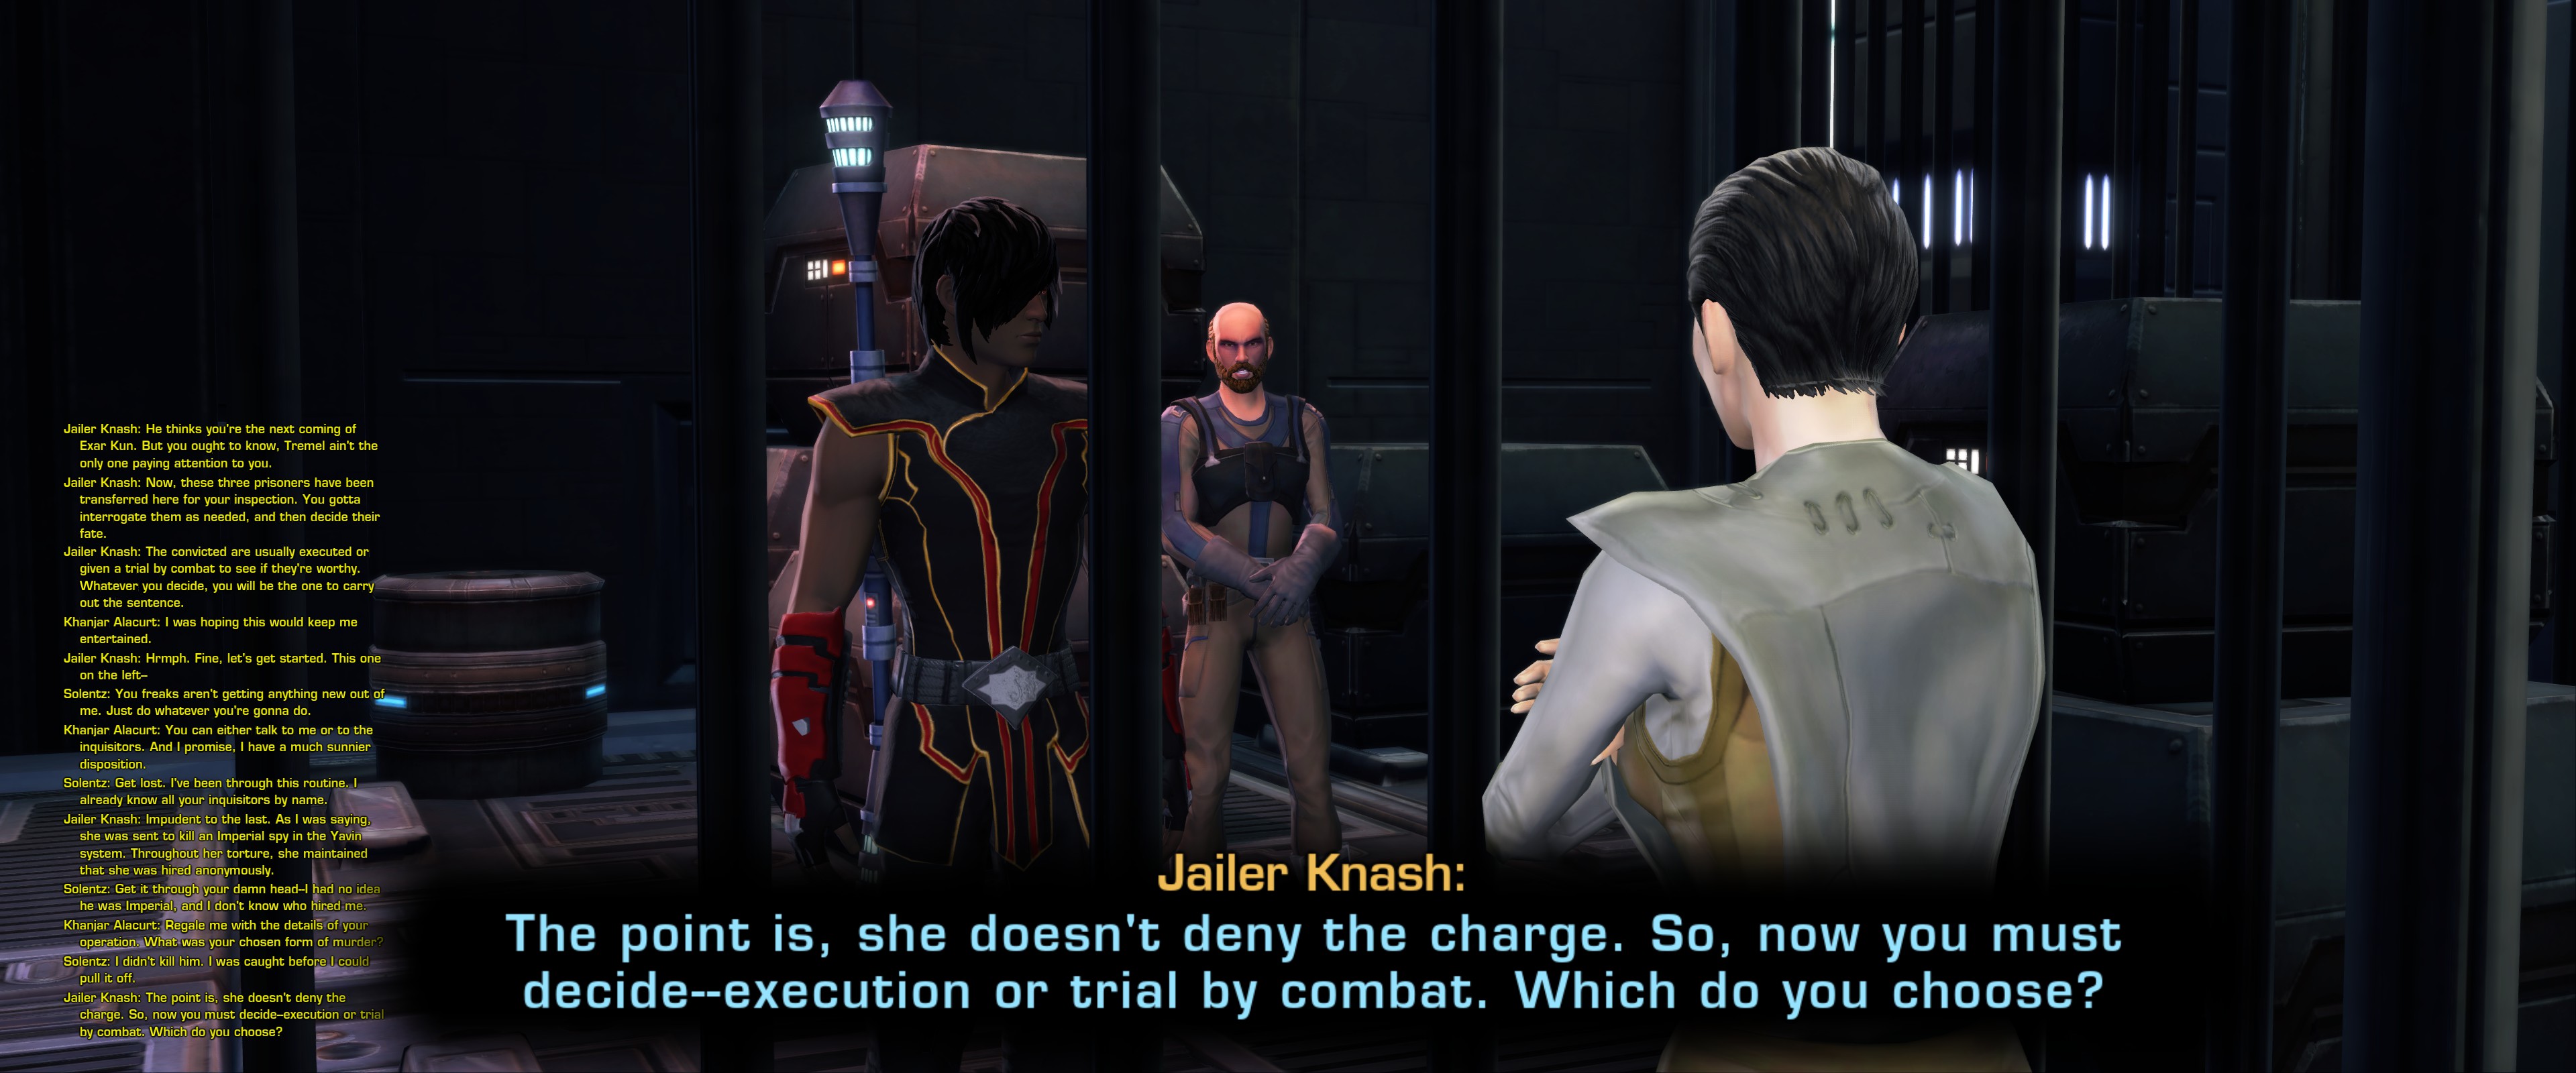 Jailer Knash: He thinks you're the next coming of
Exar Kun. But you ought to know, Tremel ain't the
only one paying attention to you.
Jailer Knash: Now, these three prisoners have been
transferred here for your inspection. You gotta
interrogate them as needed, and then decide their
fate.
Jailer Knash: The convicted are usually executed or
given a trial by combat to see if they're worthy.
Whatever you decide, you will be the one to carry
out the sentence.
Khanjar Alacurt: I was hoping this would keep me
entertained.
Jailer Knash: Hrmph. Fine, let's get started. This one
on the left--
Solentz: You freaks aren't getting anything new out of
me. Just do whatever you're gonna do.
Khanjar Alacurt: You can either talk to me or to the
inquisitors. And I promise, I have a much sunnier
disposition.
Solentz: Get lost. I've been through this routine. I
already know all your inquisitors by name.
Jailer Knash: Impudent to the last. As I was saying,
she was sent to kill an Imperial spy in the Yavin
system. Throughout her torture, she maintained
that she was hired anonymously.
Solentz: Get it through your damn head--I had no idea
he was Imperial, and I don't know who hired me.
Khanjar Alacurt: Regale me with the details of your
operation. What was your chosen form of murder?
Solentz: I didn't kill him. I was caught before I could
pull it off.
Jailer Knash: The point is, she doesn't deny the
charge. So, now you must decide--execution or trial
by combat. Which do you choose?
Jailer Knash:
The point is, she doesn't deny the charge. So, now you must
decide--execution or trial by combat. Which do you choose?